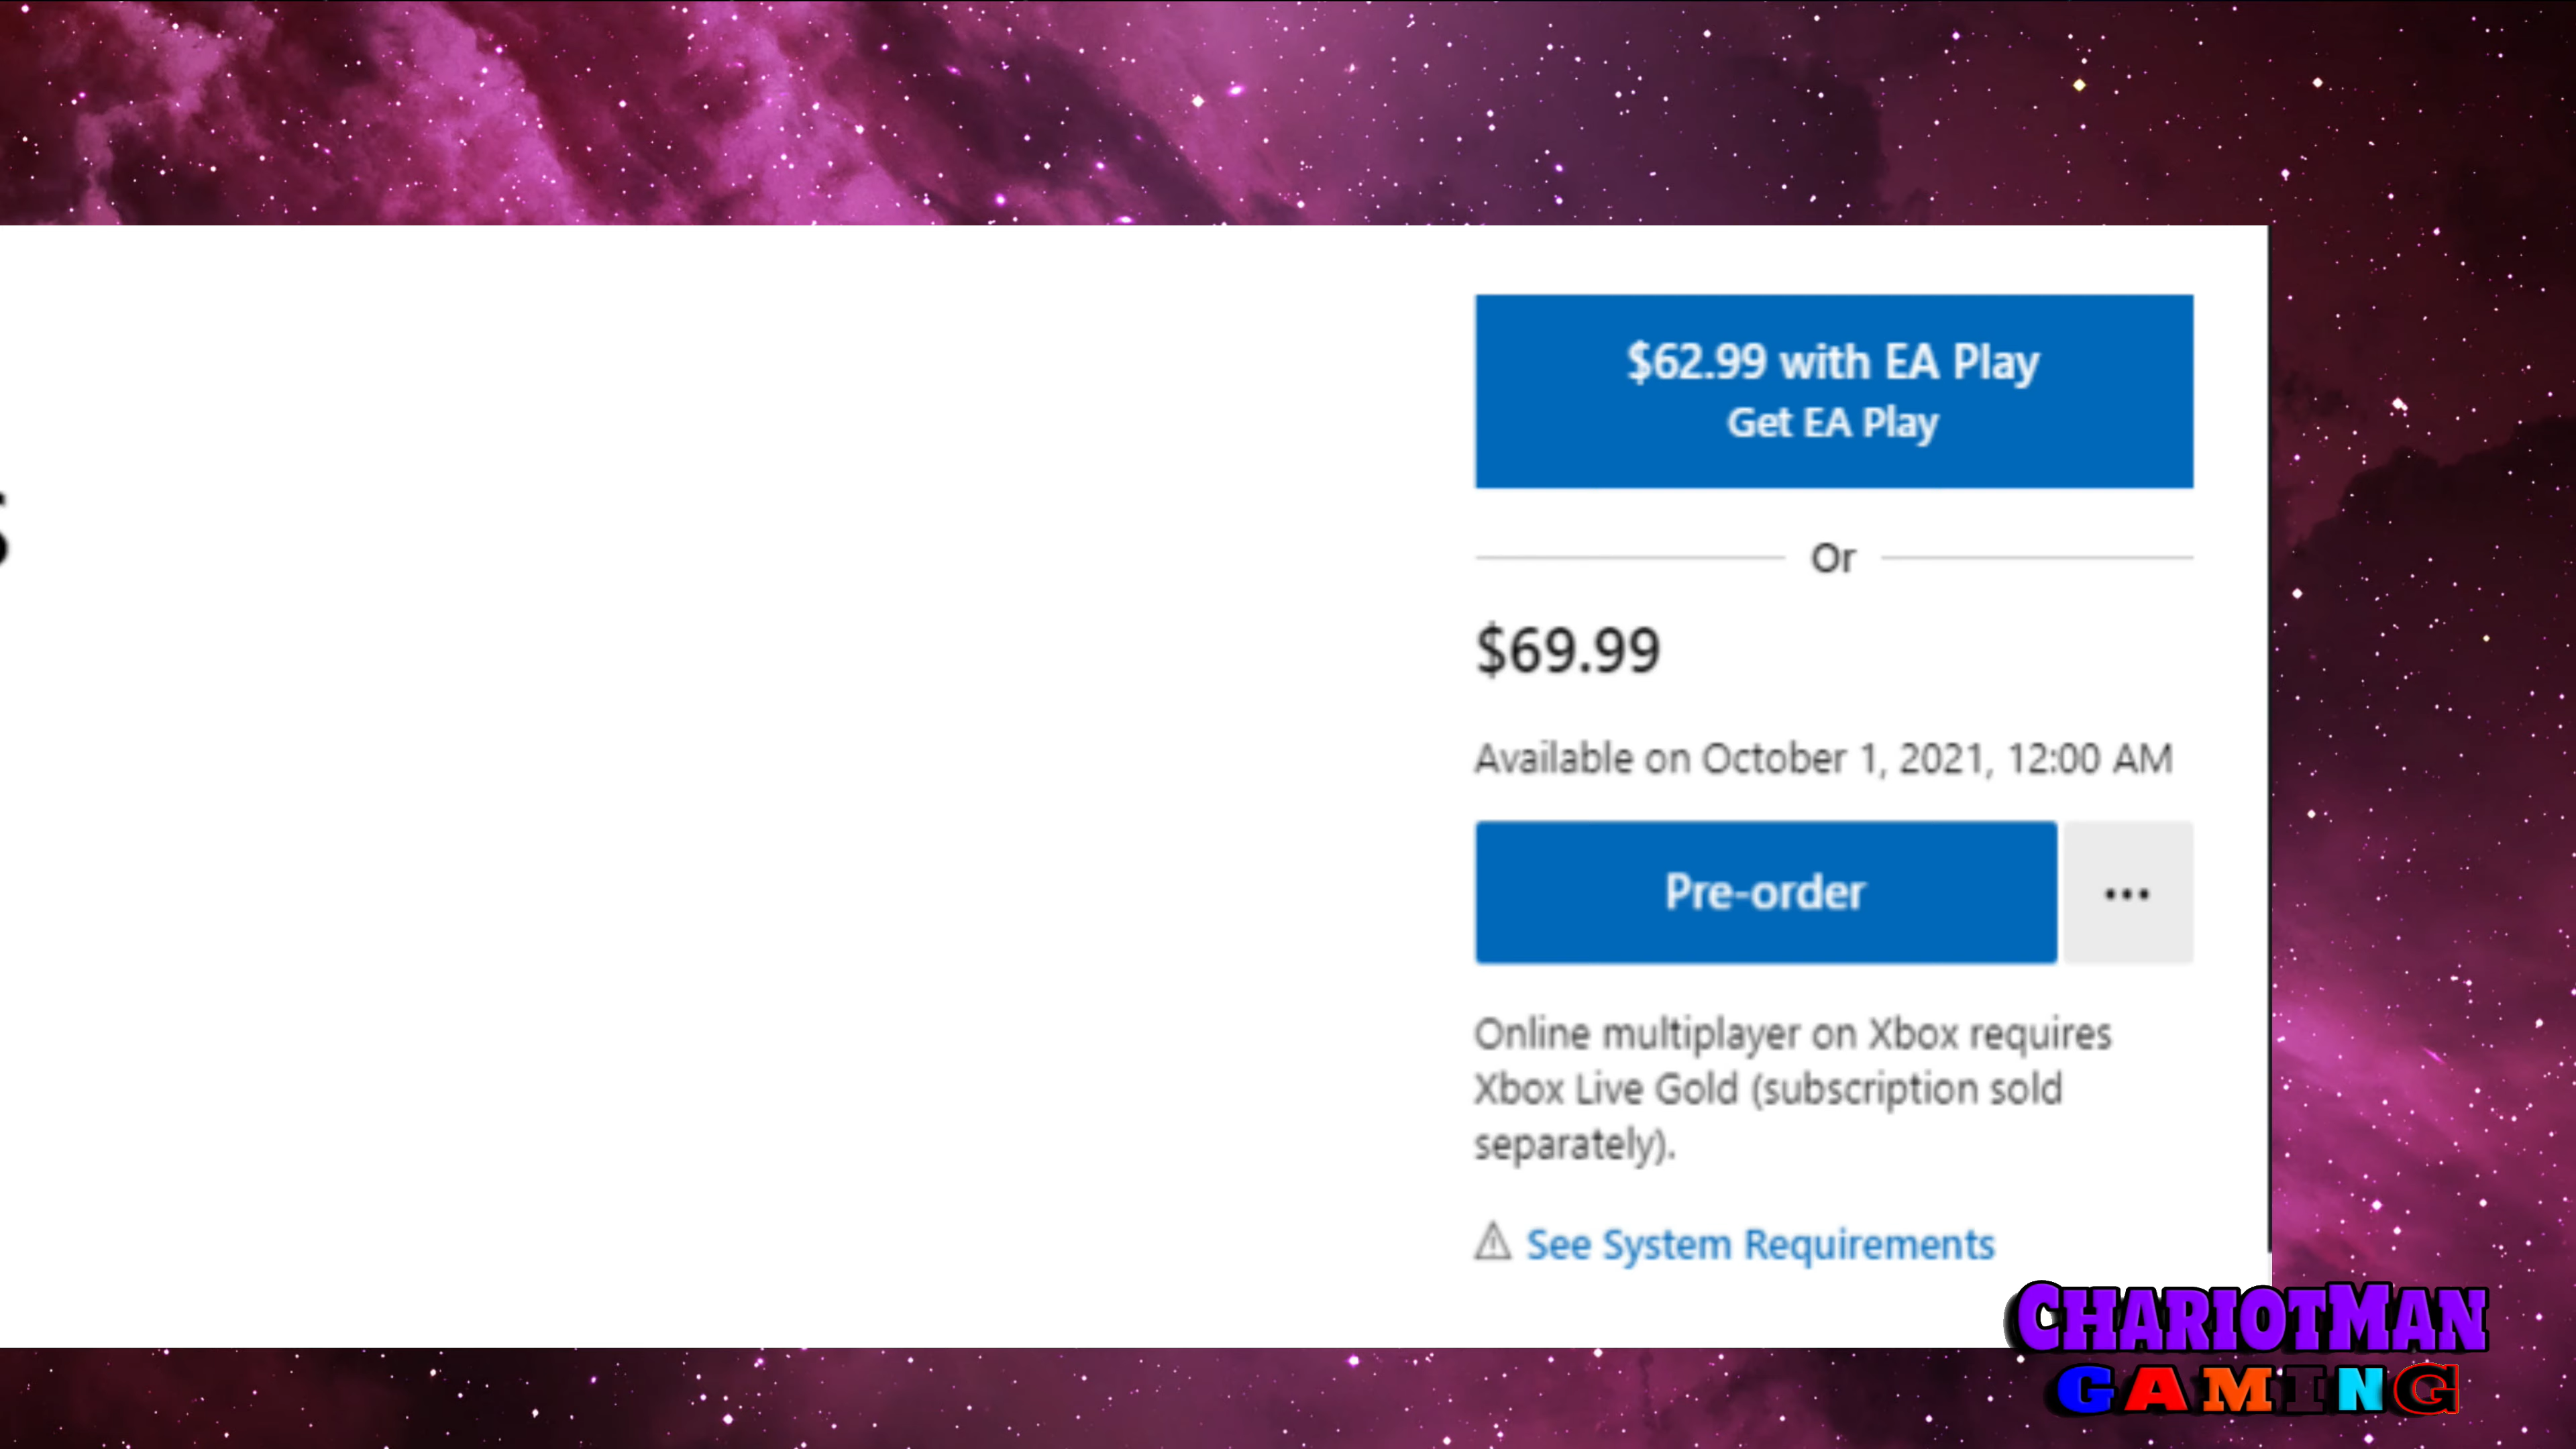 $62.99 with EA Play
Get EA Play
Or
$69.99
Available on October 1, 2021, 12:00 AM
Pre-order
Online multiplayer on Xbox requires
Xbox Live Gold (subscription sold
separately).
See System Requirements
CHARIOTMAN
GAMING